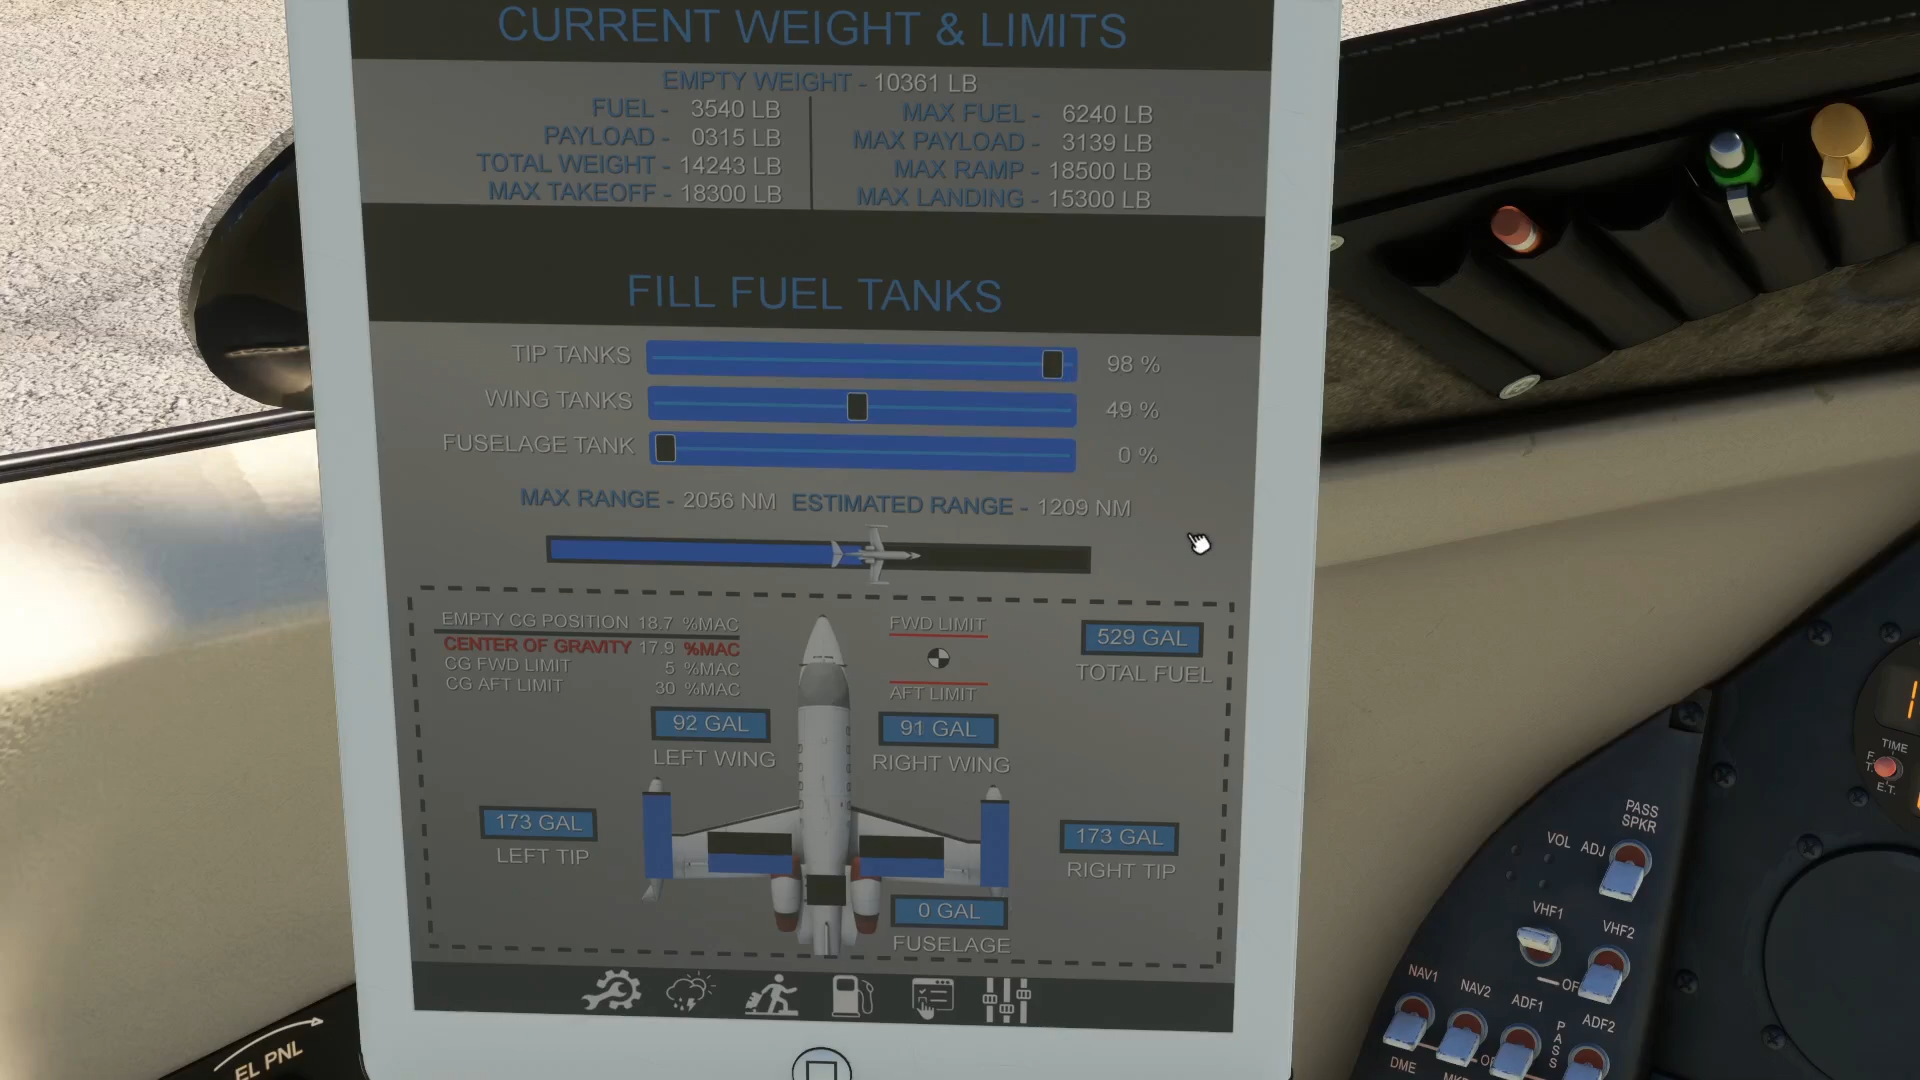 CURRENT WEIGHT & LIMITS
EMPTY WEIGHT - 10361 LB
FUEL - 3540 LB
PAYLOAD - 0315 LB
TOTAL WEIGHT - 14243 LB
MAX TAKEOFF - 18300 LB
MAX FUEL - 6240 LB
MAX PAYLOAD - 3139 LB
MAX RAMP - 18500 LB
MAX LANDING - 15300 LB
FILL FUEL TANKS
TIP TANKS 98 %
WING TANKS 49 %
FUSELAGE TANK 0 %
MAX RANGE - 2056 NM ESTIMATED RANGE - 1209 NM
EMPTY CG POSITION 18.7 %MAC
CENTER OF GRAVITY 17.9 %MAC
CG FWD LIMIT 5 %MAC
CG AFT LIMIT 30 %MAC
FWD LIMIT
AFT LIMIT
529 GAL
TOTAL FUEL
92 GAL
LEFT WING
91 GAL
RIGHT WING
173 GAL
LEFT TIP
173 GAL
RIGHT TIP
0 GAL
FUSELAGE
EL PNL
TIME
F.
T.
E.T.
PASS
SPKR
VOL ADJ
VHF1
VHF2
NAV1
NAV2
ADF1
ADF2
PASS
DME